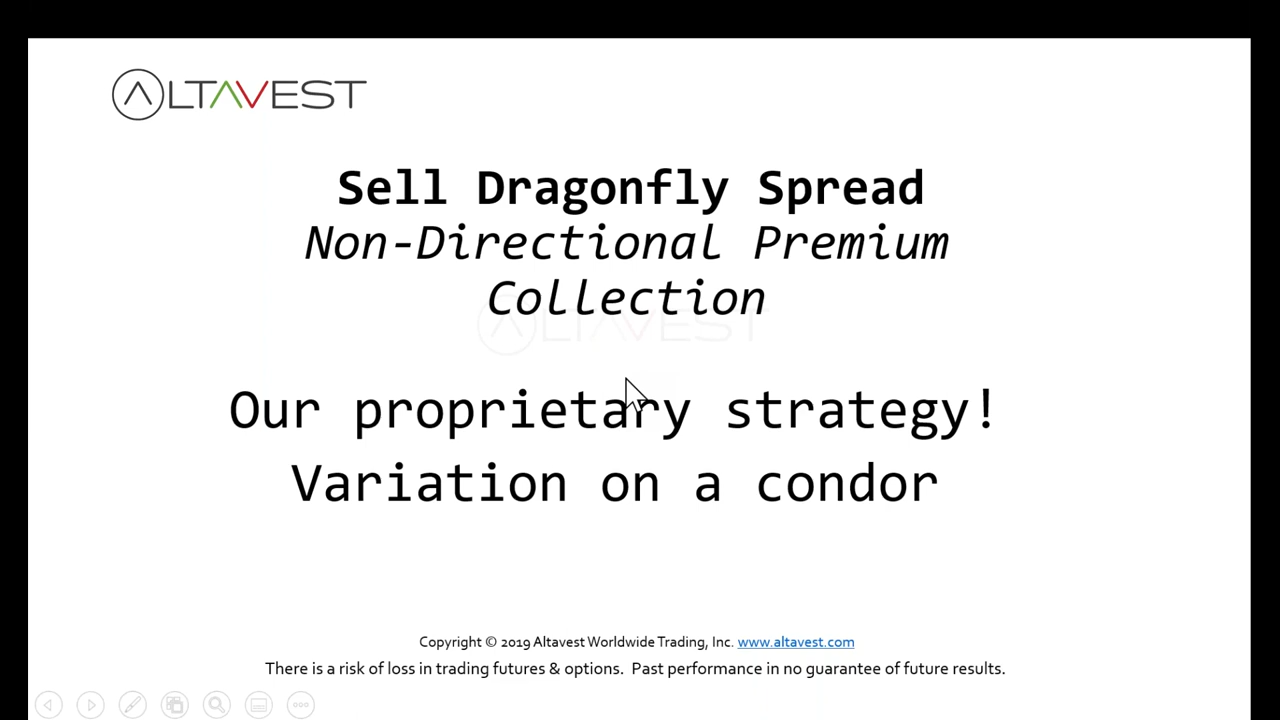 ALTAVEST
Sell Dragonfly Spread
Non-Directional Premium
Collection
ALTAVEST
Our proprietary strategy!
Variation on a condor
Copyright © 2019 Altavest Worldwide Trading, Inc. www.altavest.com
There is a risk of loss in trading futures & options. Past performance in no guarantee of future results.